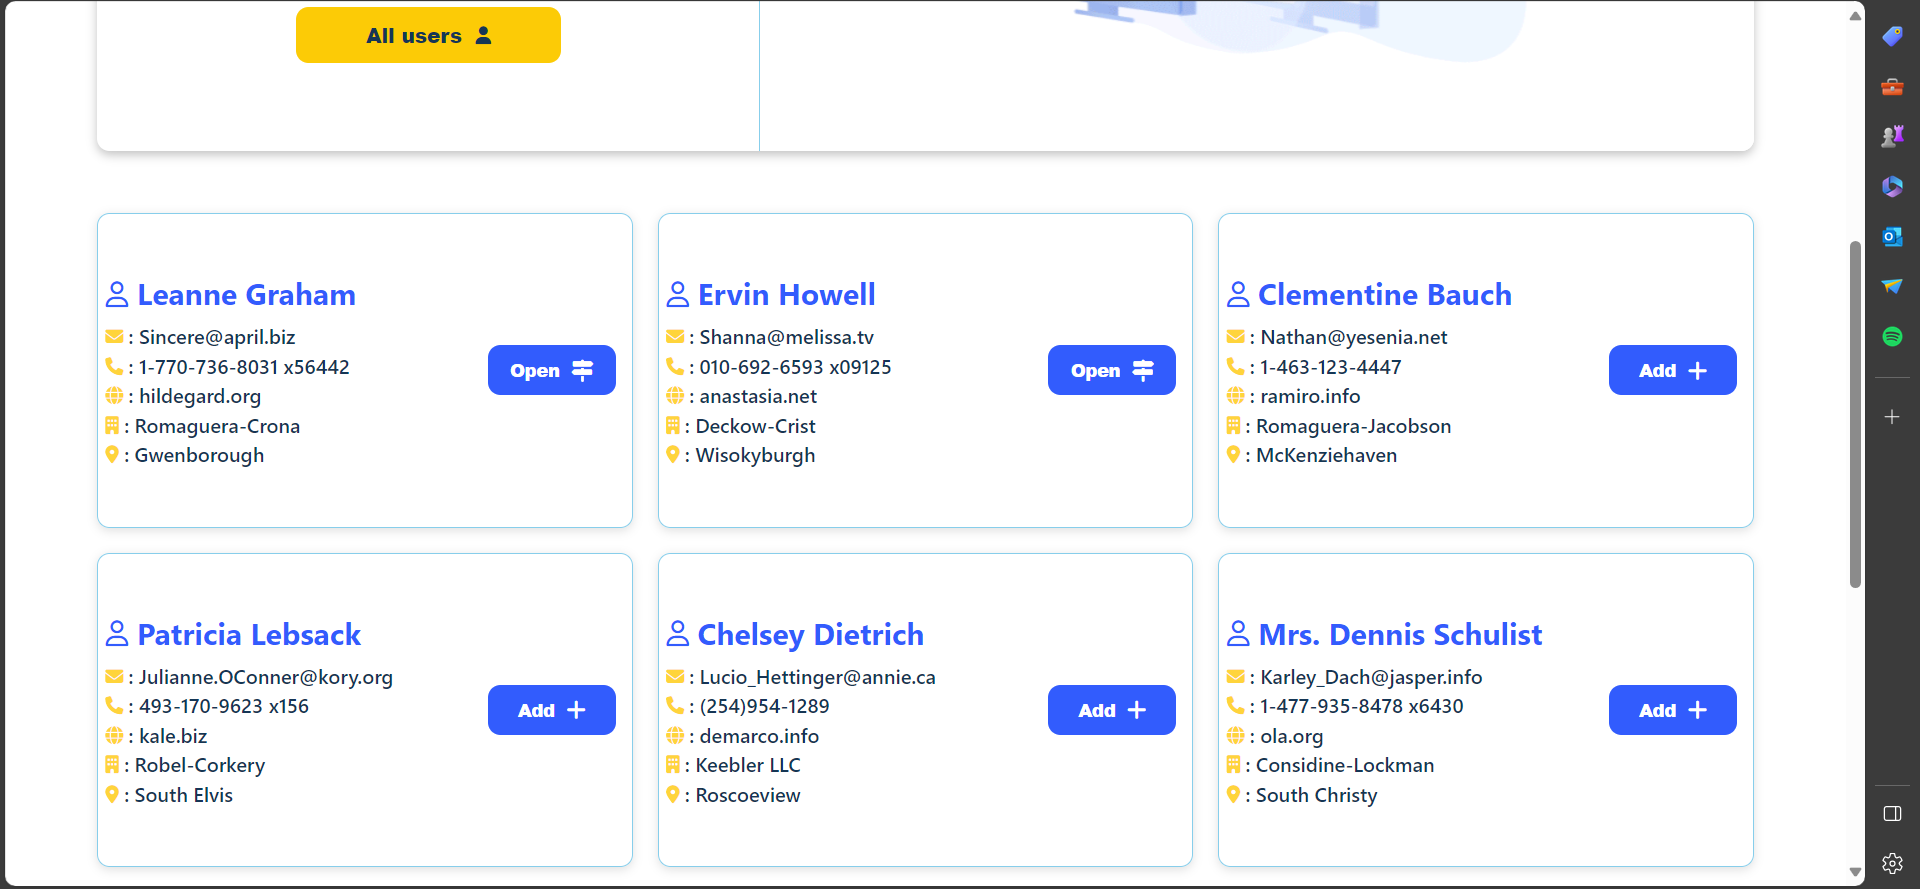 All users
Leanne Graham
: Sincere@april.biz
: 1-770-736-8031 x56442
: hildegard.org
: Romaguera-Crona
: Gwenborough
Open
Ervin Howell
: Shanna@melissa.tv
: 010-692-6593 x09125
: anastasia.net
: Deckow-Crist
: Wisokyburgh
Open
Clementine Bauch
: Nathan@yesenia.net
: 1-463-123-4447
: ramiro.info
: Romaguera-Jacobson
: McKenziehaven
Add
Patricia Lebsack
: Julianne.OConner@kory.org
: 493-170-9623 x156
: kale.biz
: Robel-Corkery
: South Elvis
Add
Chelsey Dietrich
: Lucio_Hettinger@annie.ca
: (254)954-1289
: demarco.info
: Keebler LLC
: Roscoeview
Add
Mrs. Dennis Schulist
: Karley_Dach@jasper.info
: 1-477-935-8478 x6430
: ola.org
: Considine-Lockman
: South Christy
Add